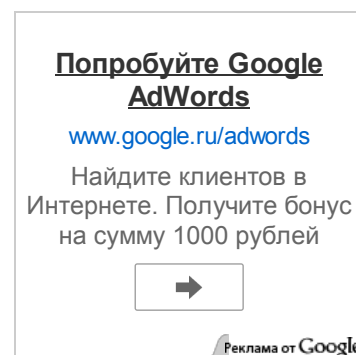 Попробуйте Google
AdWords
www.google.ru/adwords
Найдите клиентов в
Интернете. Получите бонус
на сумму 1000 рублей
Реклама от Google